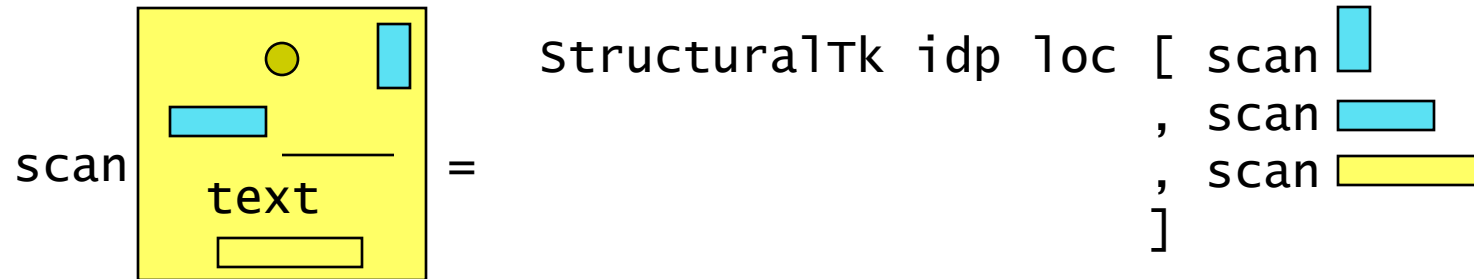 StructuralTk idp loc [ scan
, scan
scan = , scan
text
]